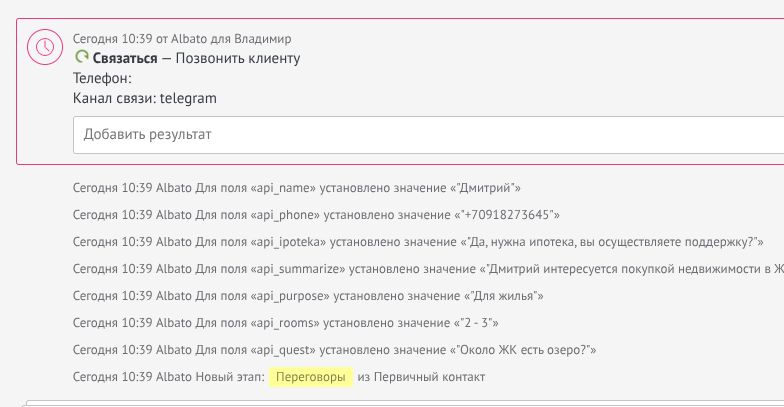 Сегодня 10:39 от Albato для Владимир
Связаться — Позвонить клиенту
Телефон:
Канал связи: telegram
Добавить результат
Сегодня 10:39 Albato Для поля «api_name» установлено значение «"Дмитрий"»
Сегодня 10:39 Albato Для поля «api_phone» установлено значение «"+70918273645"»
Сегодня 10:39 Albato Для поля «api_ipoteka» установлено значение «"Да, нужна ипотека, вы осуществляете поддержку?"»
Сегодня 10:39 Albato Для поля «api_summarize» установлено значение «"Дмитрий интересуется покупкой недвижимости в Ж
Сегодня 10:39 Albato Для поля «api_purpose» установлено значение «"Для жилья"»
Сегодня 10:39 Albato Для поля «api_rooms» установлено значение «"2 - 3"»
Сегодня 10:39 Albato Для поля «api_quest» установлено значение «"Около ЖК есть озеро?"»
Сегодня 10:39 Albato Новый этап: Переговоры из Первичный контакт